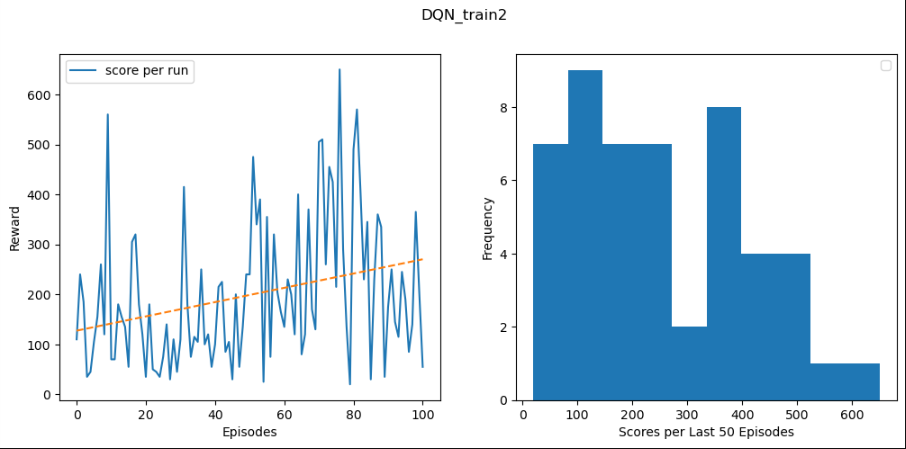 DQN_train2
score per run
Reward
600
500
400
300
200
100
0
0 20 40 60 80 100
Episodes
Frequency
8
6
4
2
0
0 100 200 300 400 500 600
Scores per Last 50 Episodes